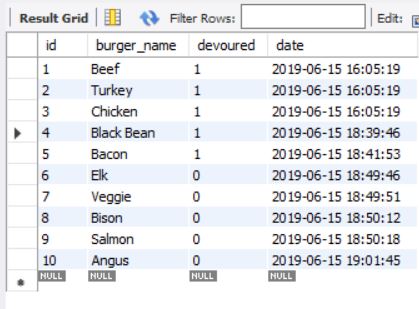 Result Grid Filter Rows: Edit:
id burger_name devoured date
1 Beef 1 2019-06-15 16:05:19
2 Turkey 1 2019-06-15 16:05:19
3 Chicken 1 2019-06-15 16:05:19
4 Black Bean 1 2019-06-15 18:39:46
5 Bacon 1 2019-06-15 18:41:53
6 Elk 0 2019-06-15 18:49:46
7 Veggie 0 2019-06-15 18:49:51
8 Bison 0 2019-06-15 18:50:12
9 Salmon 0 2019-06-15 18:50:18
10 Angus 0 2019-06-15 19:01:45
NULL NULL NULL NULL